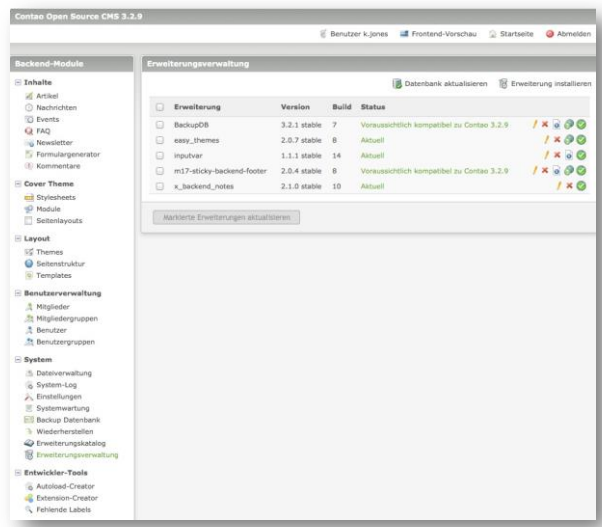 Contao Open Source CMS 3.2.9
Benutzer k.jones Frontend-Vorschau Startseite Abmelden
Backend-Module
Inhalte
Artikel
Nachrichten
Events
FAQ
Newsletter
Formulargenerator
Kommentare
Cover Theme
Stylesheets
Module
Seitenlayouts
Layout
Themes
Seitenstruktur
Templates
Benutzerverwaltung
Mitglieder
Mitgliedergruppen
Benutzer
Benutzergruppen
System
Dateiverwaltung
System-Log
Einstellungen
Systemwartung
Backup Datenbank
Wiederherstellen
Erweiterungskatalog
Erweiterungsverwaltung
Entwickler-Tools
Autoload-Creator
Extension-Creator
Fehlende Labels
Erweiterungsverwaltung
Datenbank aktualisieren Erweiterung installieren
Erweiterung Version Build Status
BackupDB 3.2.1 stable 7 Voraussichtlich kompatibel zu Contao 3.2.9
easy_themes 2.0.7 stable 8 Aktuell
inputvar 1.1.1 stable 14 Aktuell
m17-sticky-backend-footer 2.0.4 stable 8 Voraussichtlich kompatibel zu Contao 3.2.9
x_backend_notes 2.1.0 stable 10 Aktuell
Markierte Erweiterungen aktualisieren